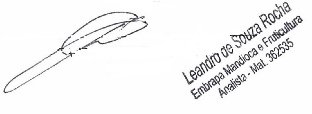 Leandro de Souza Rocha
Embrapa Mandioca e Fruticultura
Analista - Mat. 362535